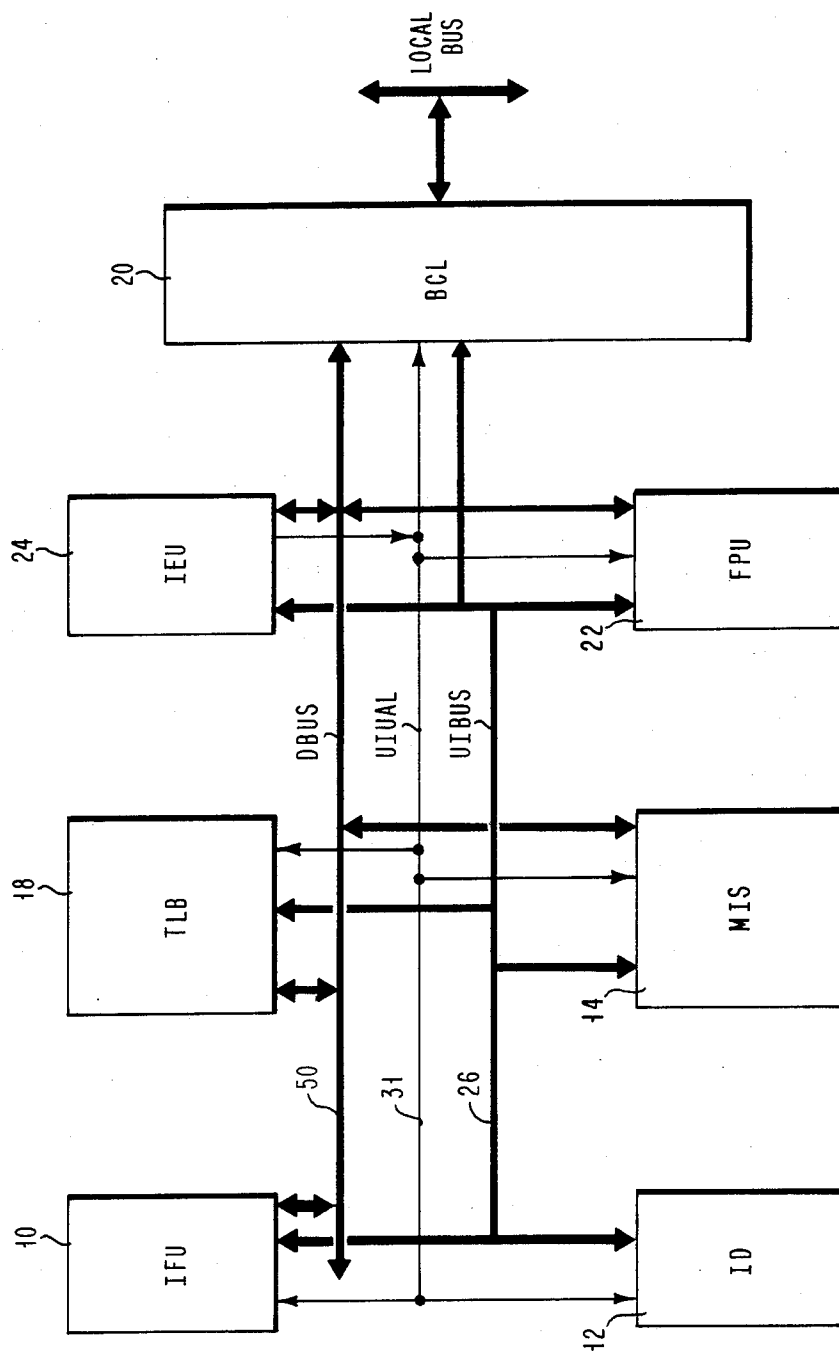 10
IFU
18
TLB
24
IEU
20
BCL
LOCAL
BUS
50
DBUS
31
UIUAL
26
UIBUS
12
ID
14
MIS
22
FPU